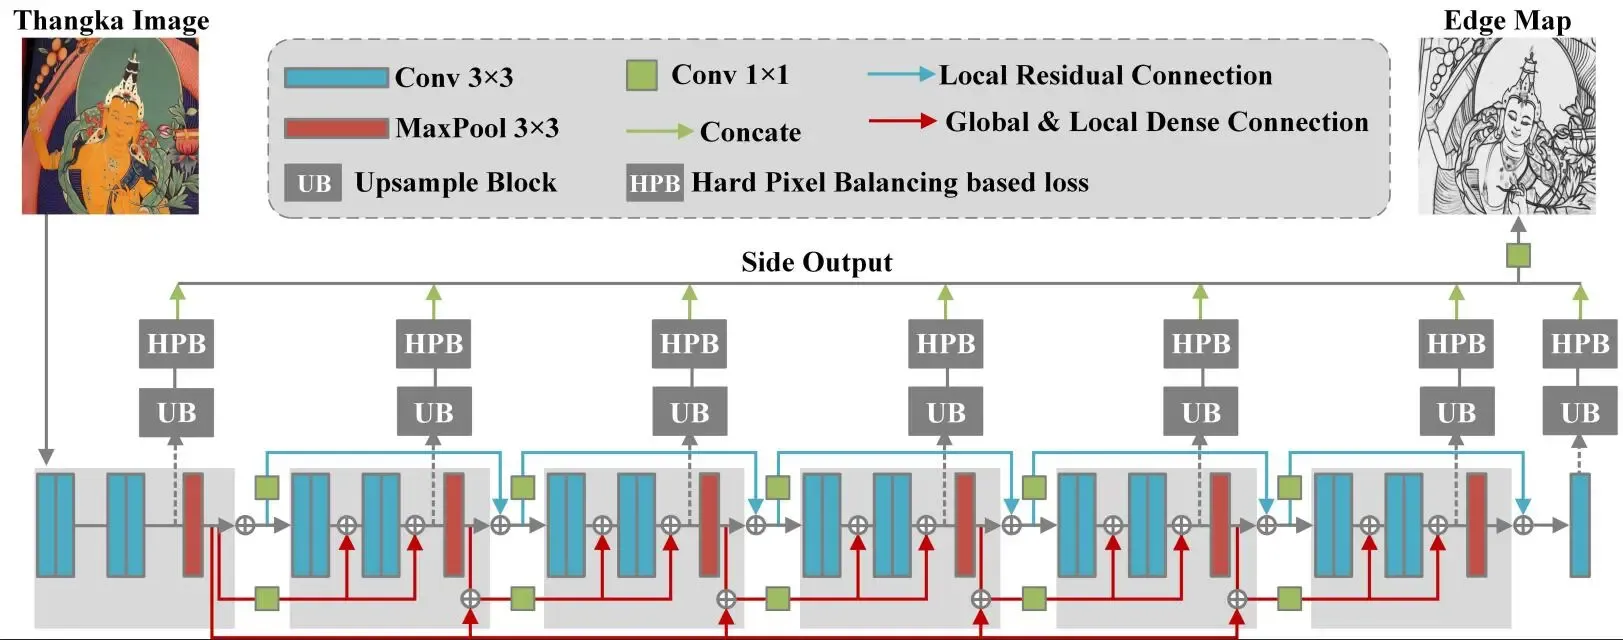 Thangka Image
Edge Map
Conv 3×3
Conv 1×1
Local Residual Connection
MaxPool 3×3
Concate
Global & Local Dense Connection
UB Upsample Block
HPB Hard Pixel Balancing based loss
Side Output
HPB HPB HPB HPB HPB HPB HPB
UB UB UB UB UB UB UB